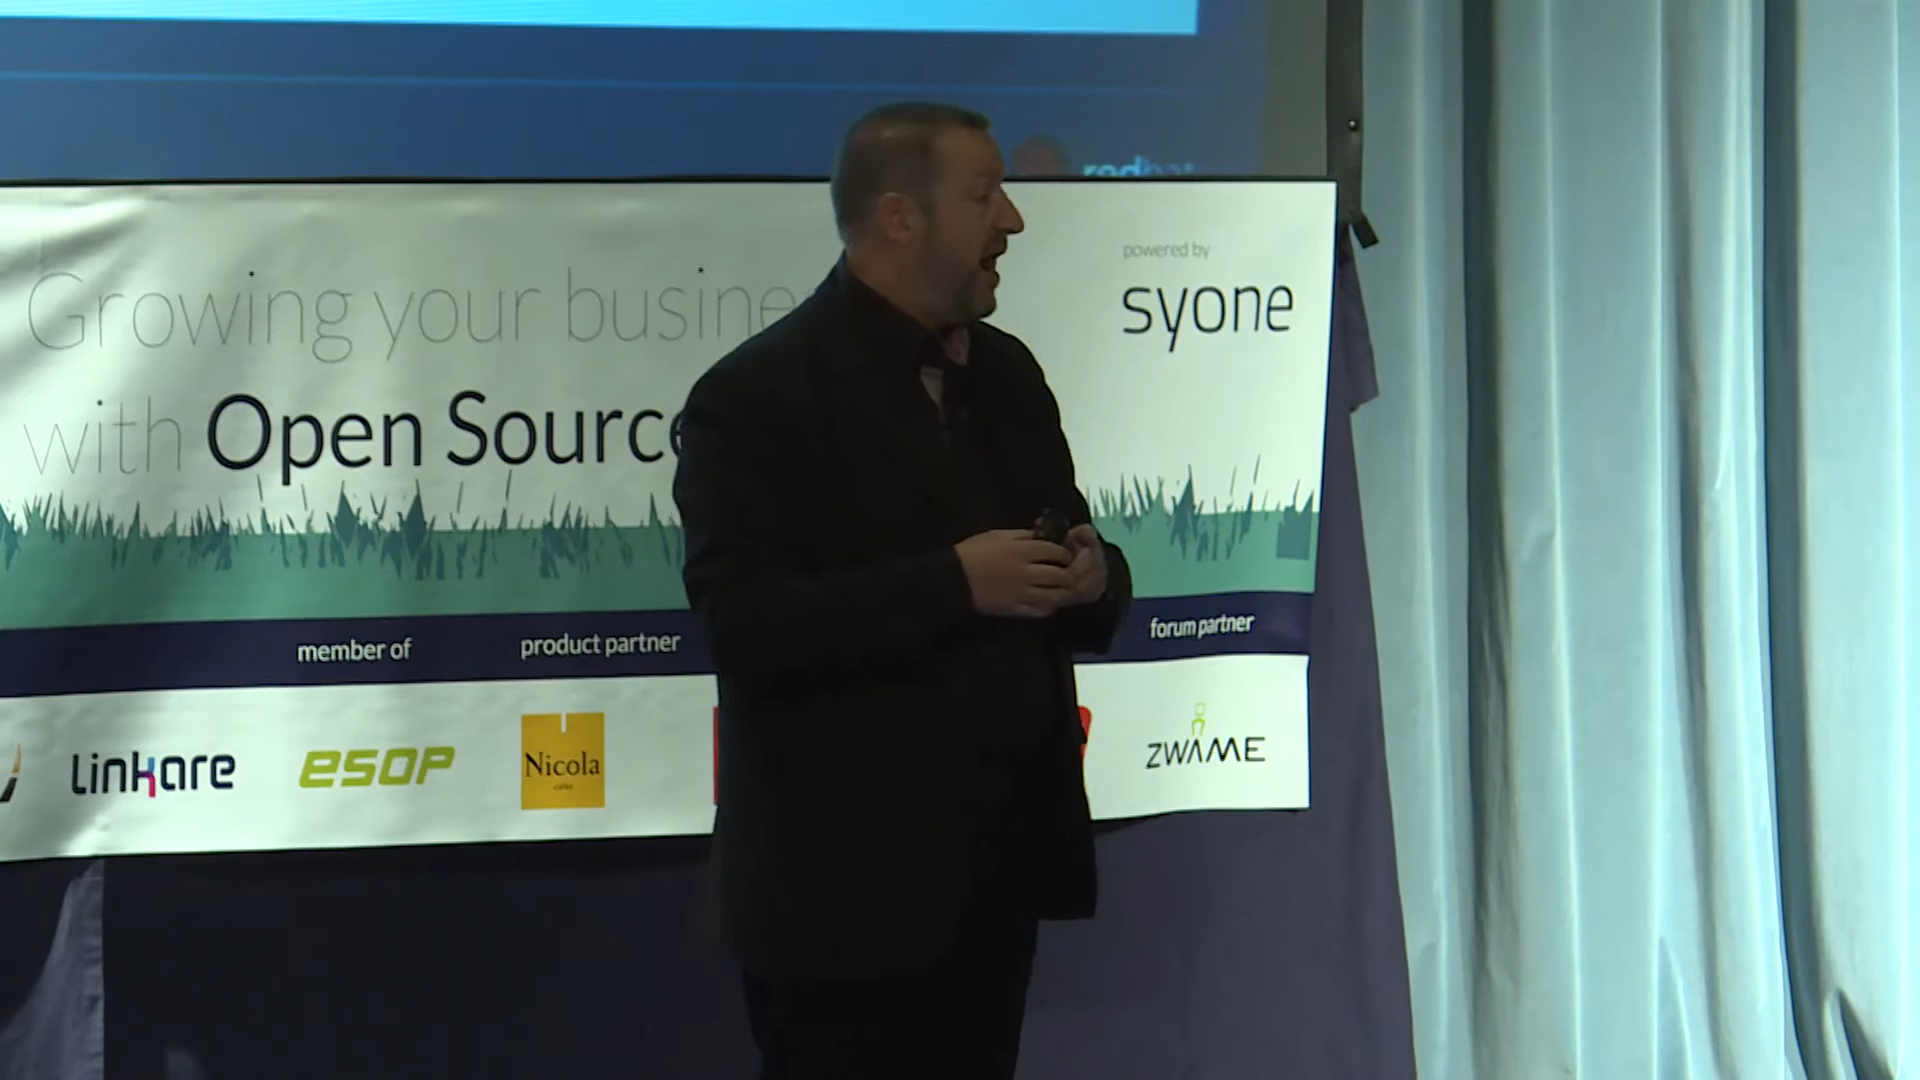 redhat
Growing your busine
with Open Source
powered by
syone
member of
product partner
forum partner
Linkare
esop
Nicola
ZWAME